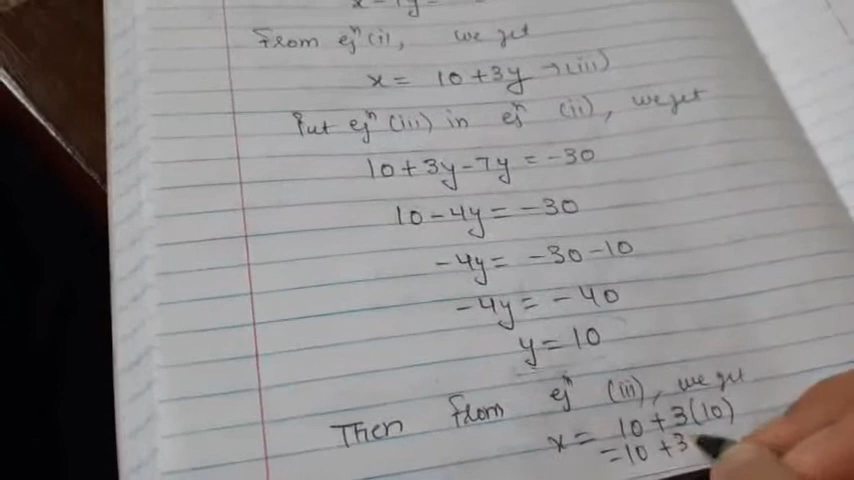 x-7y=
From eqⁿ (i), we get
x = 10 + 3y → (iii)
Put eqⁿ (iii) in eqⁿ (ii), we get
10 + 3y - 7y = -30
10 - 4y = -30
-4y = -30 - 10
-4y = -40
y = 10
Then from eqⁿ (iii), we get
x = 10 + 3(10)
= 10 + 3